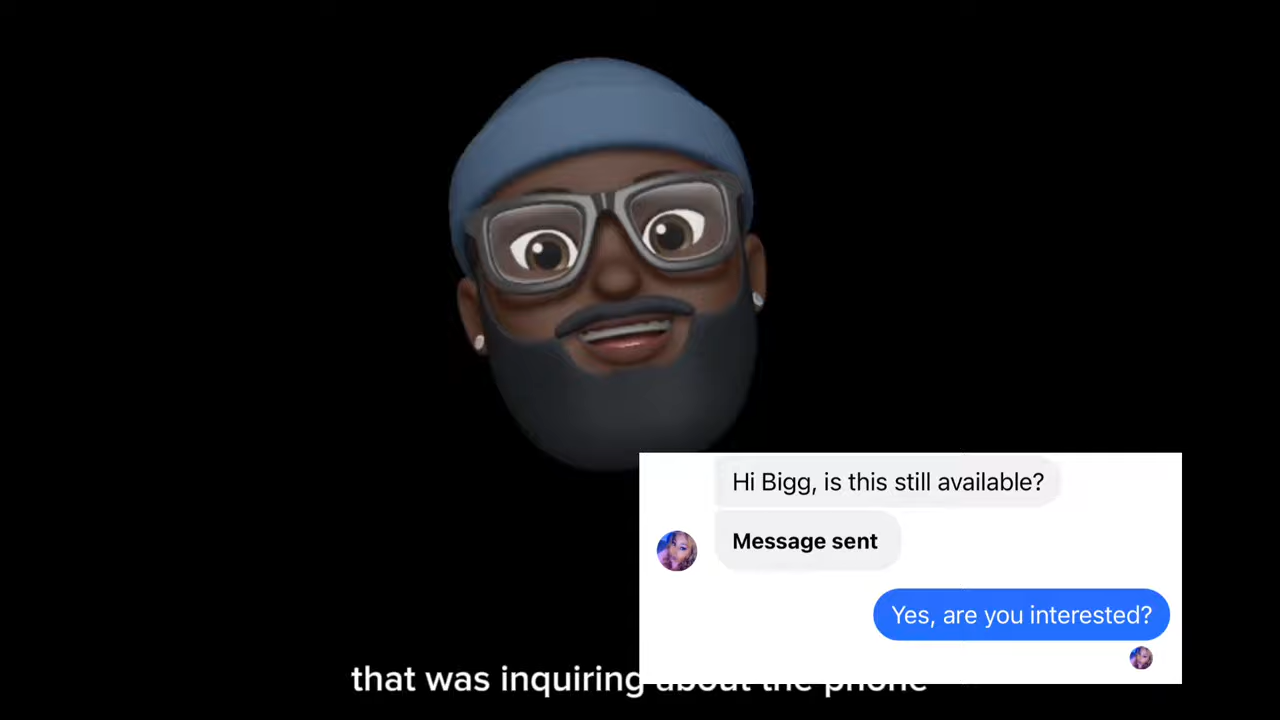 Hi Bigg, is this still available?
Message sent
Yes, are you interested?
that was inquiring about the phone